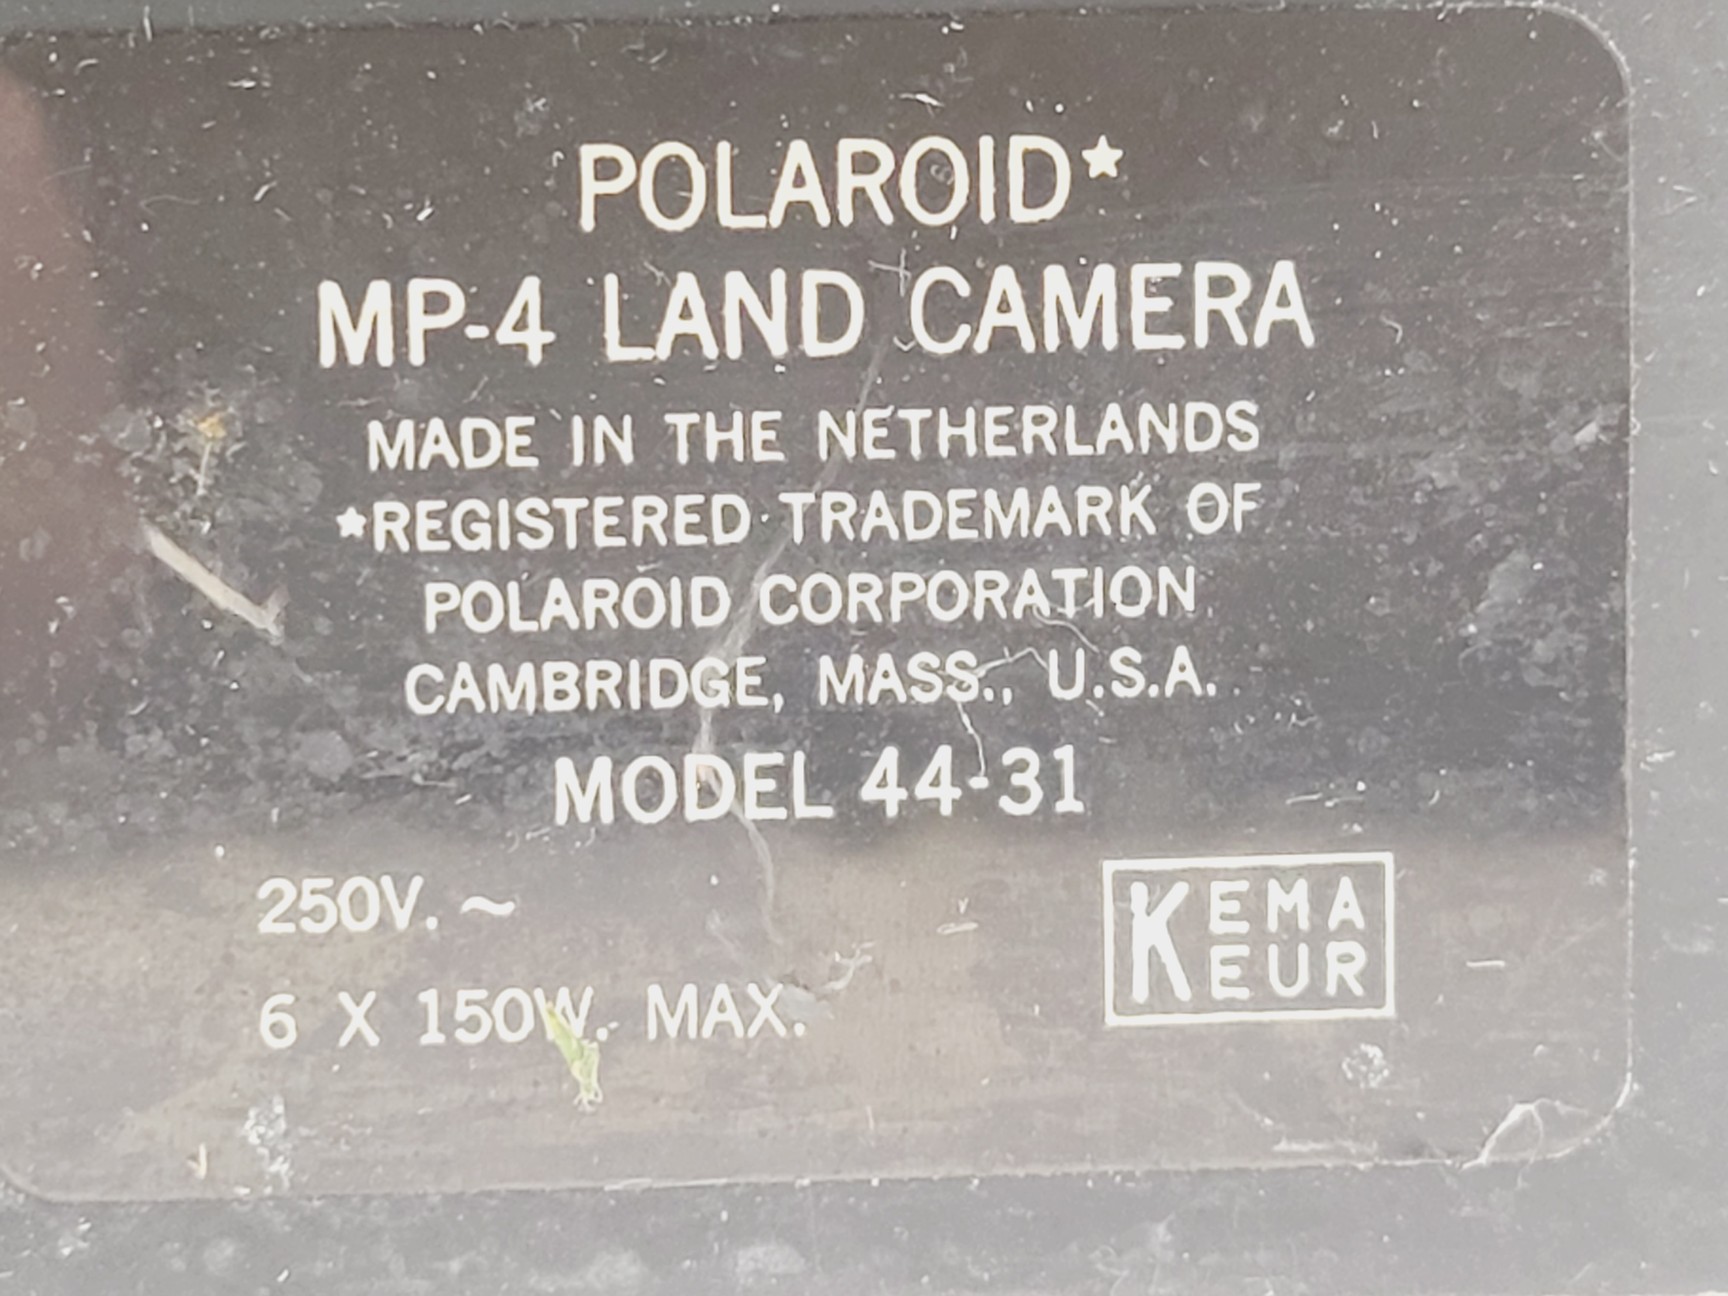 POLAROID★
MP-4 LAND CAMERA
MADE IN THE NETHERLANDS
★REGISTERED TRADEMARK OF
POLAROID CORPORATION
CAMBRIDGE, MASS., U.S.A.
MODEL 44-31
250V. ~
6 X 150W. MAX.
KEMA
KEUR